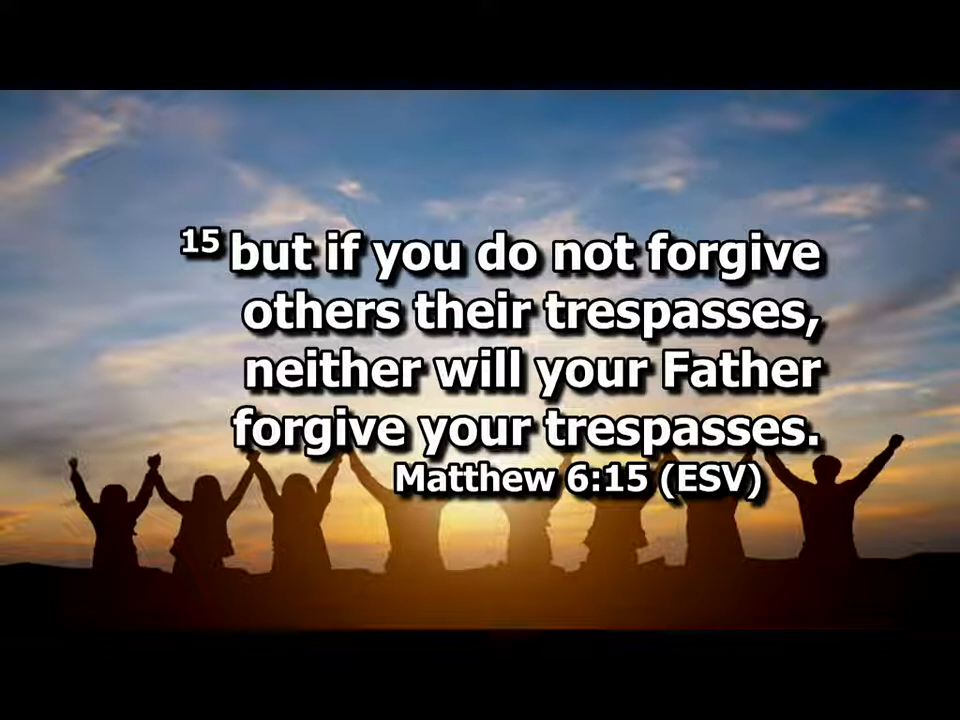 15 but if you do not forgive
others their trespasses,
neither will your Father
forgive your trespasses.
Matthew 6:15 (ESV)